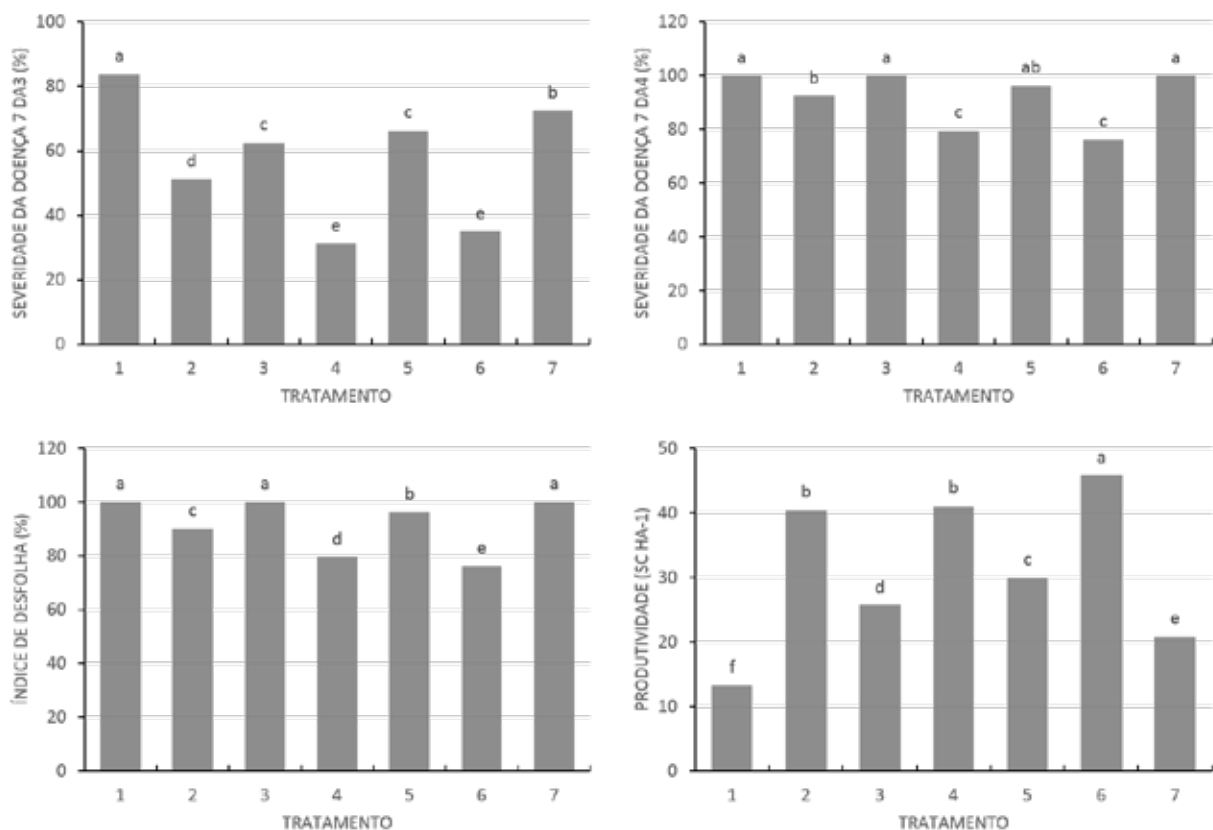 SEVERIDADE DA DOENÇA 7 DA3 (%)
100
80
60
40
20
0
a
d
c
e
c
e
b
1 2 3 4 5 6 7
TRATAMENTO
SEVERIDADE DA DOENÇA 7 DA4 (%)
120
100
80
60
40
20
0
a
b
a
c
ab
c
a
1 2 3 4 5 6 7
TRATAMENTO
ÍNDICE DE DESFOLHA (%)
120
100
80
60
40
20
0
a
c
a
d
b
e
a
1 2 3 4 5 6 7
TRATAMENTO
PRODUTIVIDADE (SC HA-1)
50
40
30
20
10
0
f
b
d
b
c
a
e
1 2 3 4 5 6 7
TRATAMENTO